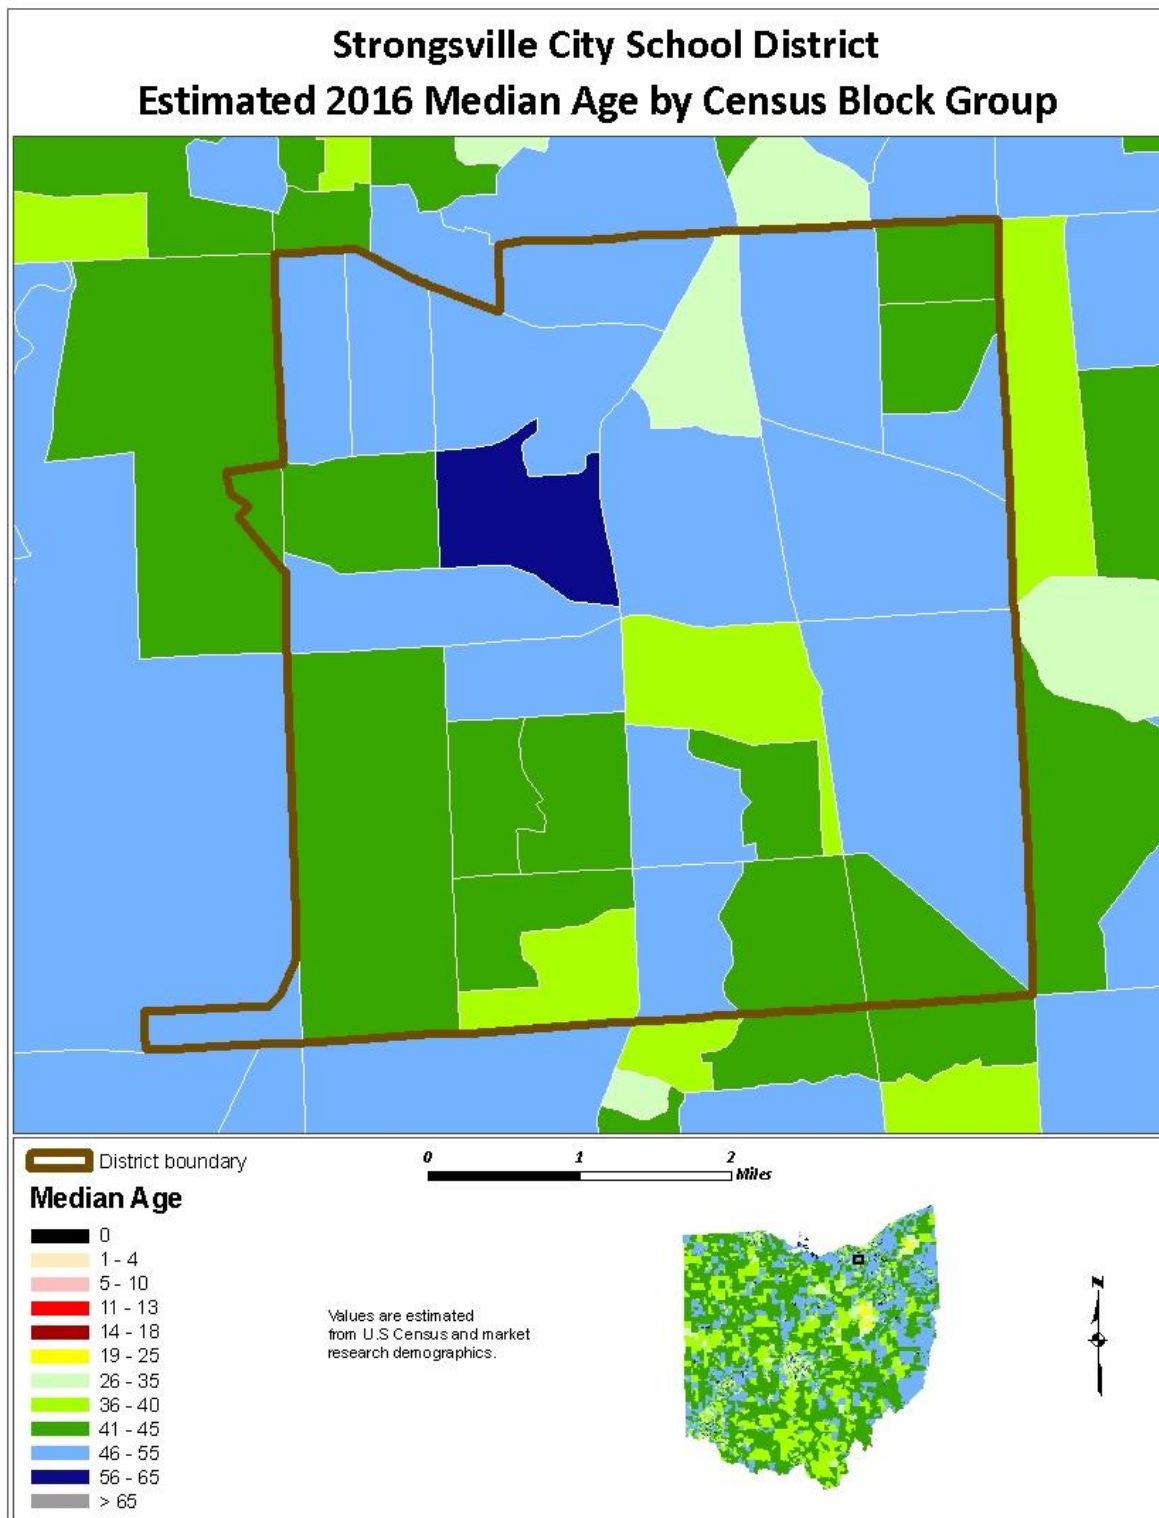 Strongsville City School District
Estimated 2016 Median Age by Census Block Group
District boundary
0 1 2
Miles
Median Age
0
1 - 4
5 - 10
11 - 13
14 - 18
19 - 25
26 - 35
36 - 40
41 - 45
46 - 55
56 - 65
> 65
Values are estimated
from U.S Census and market
research demographics.
N